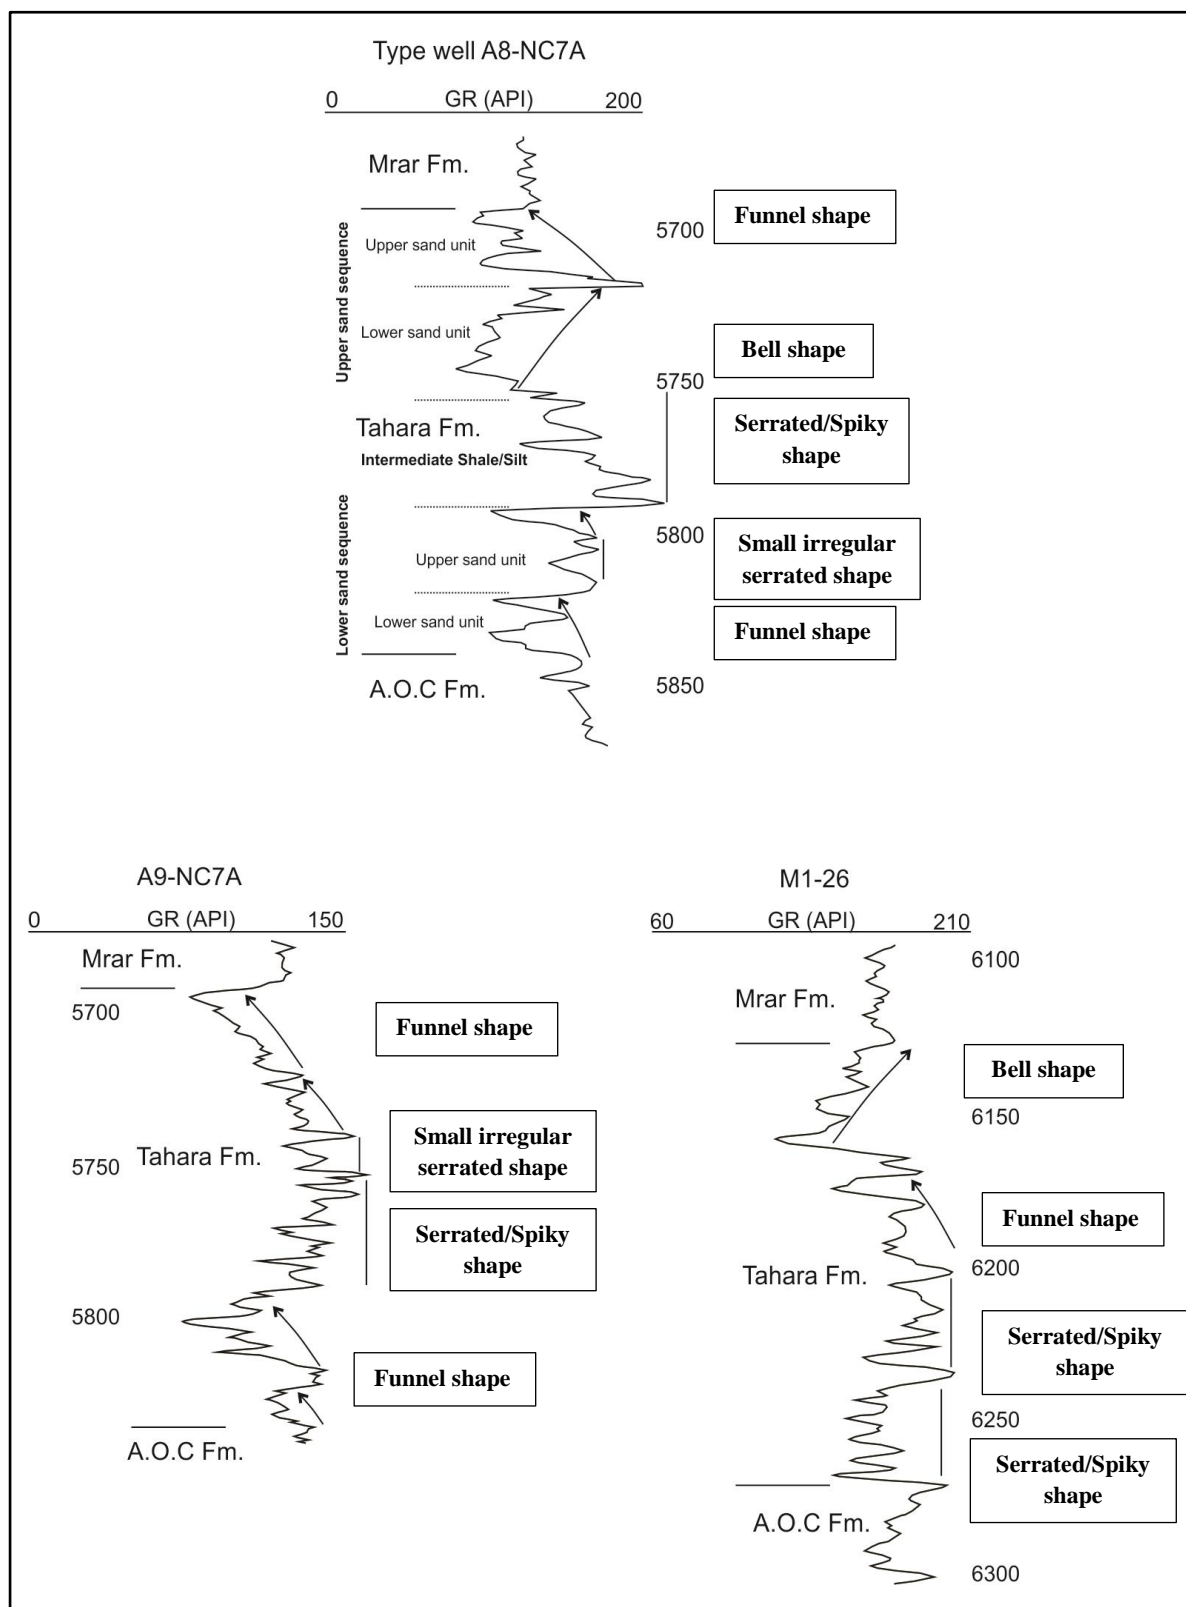 Type well A8-NC7A
0 GR (API) 200
Mrar Fm.
Funnel shape
5700
Upper sand sequence
Upper sand unit
Lower sand unit
Bell shape
5750
Serrated/Spiky
shape
Tahara Fm.
Intermediate Shale/Silt
Lower sand sequence
5800
Small irregular
serrated shape
Upper sand unit
Funnel shape
Lower sand unit
5850
A.O.C Fm.
A9-NC7A
0 GR (API) 150
Mrar Fm.
5700
Funnel shape
Small irregular
serrated shape
Tahara Fm.
5750
Serrated/Spiky
shape
5800
Funnel shape
A.O.C Fm.
M1-26
60 GR (API) 210
6100
Mrar Fm.
Bell shape
6150
Funnel shape
6200
Tahara Fm.
Serrated/Spiky
shape
6250
Serrated/Spiky
shape
A.O.C Fm.
6300